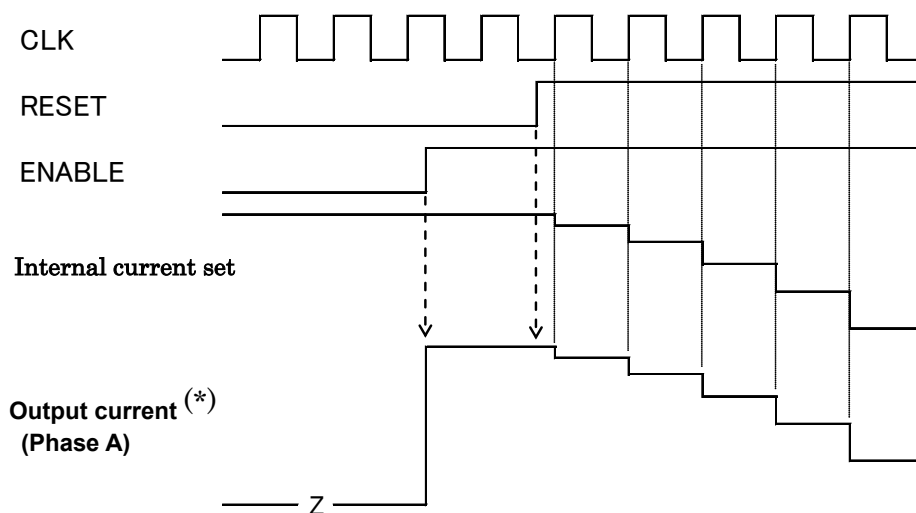 CLK
RESET
ENABLE
Internal current set
Output current (*)
(Phase A)
Z